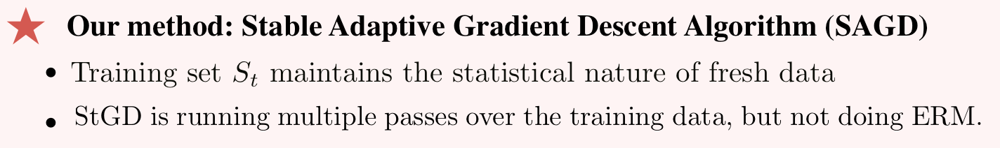 Our method: Stable Adaptive Gradient Descent Algorithm (SAGD)
• Training set $S_t$ maintains the statistical nature of fresh data
• StGD is running multiple passes over the training data, but not doing ERM.